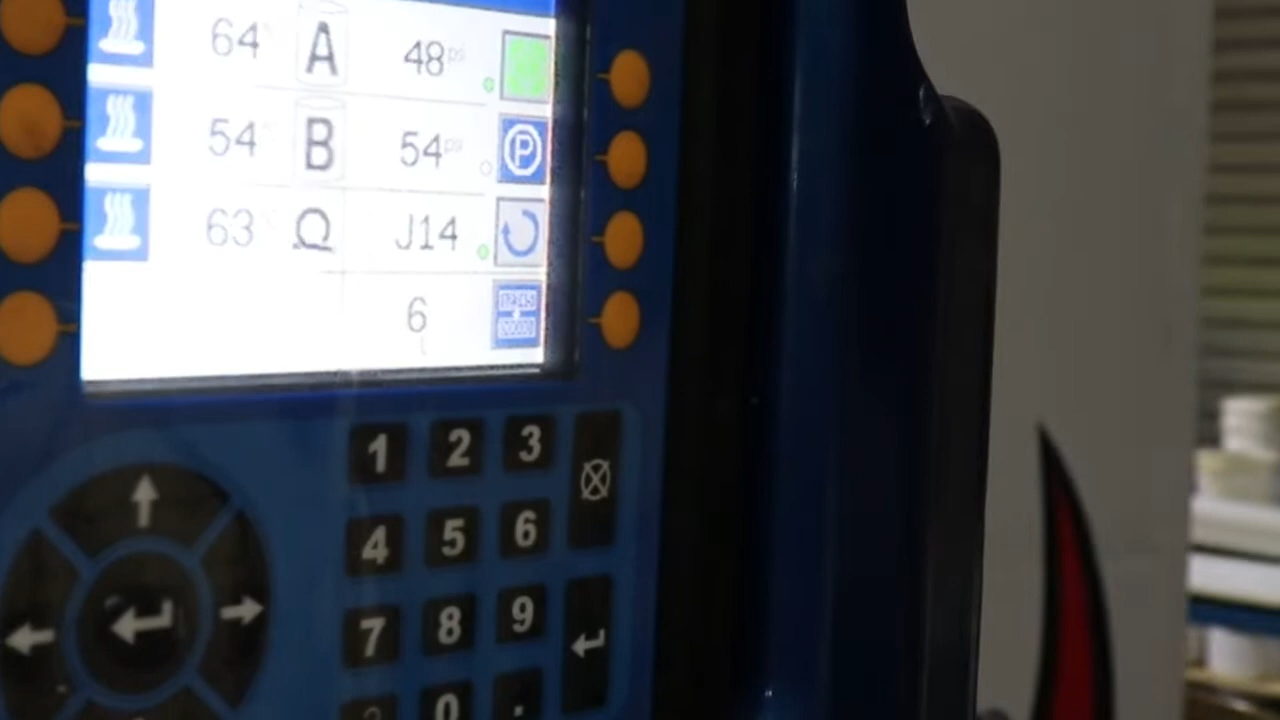 64 A 48 psi
54 B 54 psi
P
63 Ω J14
6
1 2 3
4 5 6
7 8 9
0 .